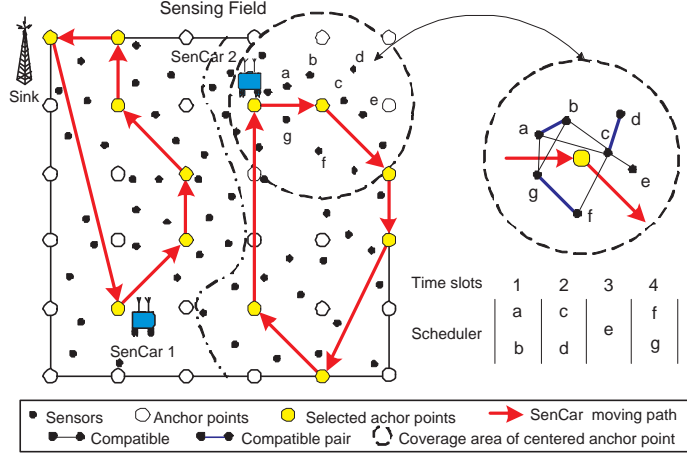 Sensing Field
SenCar 2
Sink
b
d
a
c
e
g
f
SenCar 1
b
d
a
c
g
e
f
Time slots 1 2 3 4
Scheduler
a c e f
b d g
Sensors Anchor points Selected achor points SenCar moving path
Compatible Compatible pair Coverage area of centered anchor point